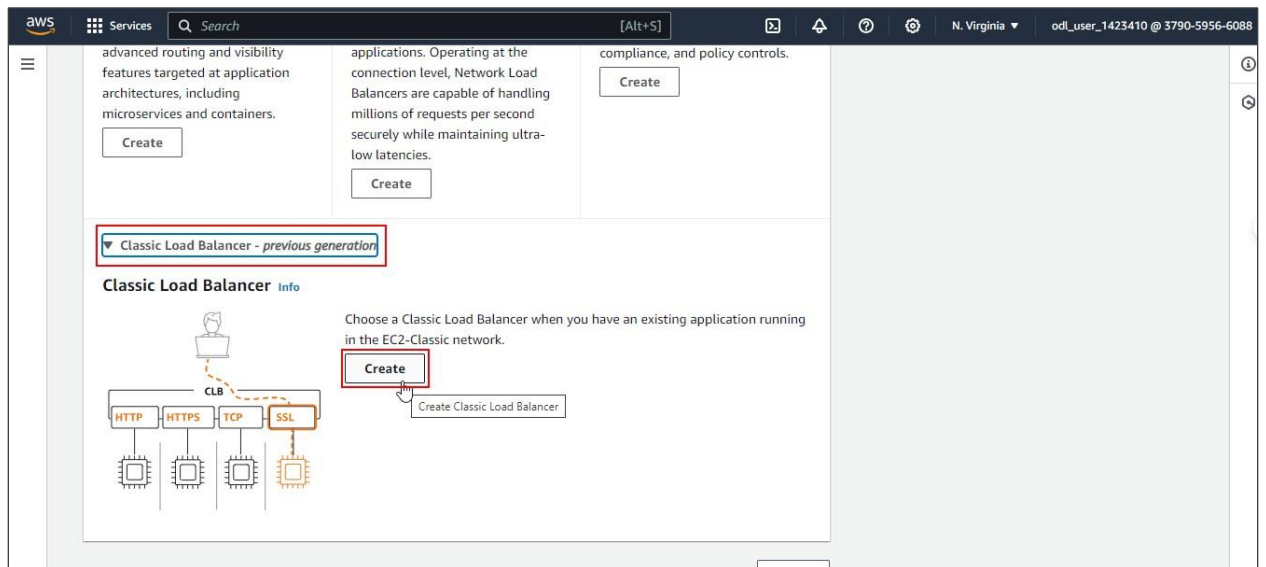 aws
Services
Search
[Alt+S]
N. Virginia ▼
odl_user_1423410 @ 3790-5956-6088
advanced routing and visibility
features targeted at application
architectures, including
microservices and containers.
Create
applications. Operating at the
connection level, Network Load
Balancers are capable of handling
millions of requests per second
securely while maintaining ultra-
low latencies.
Create
compliance, and policy controls.
Create
▼ Classic Load Balancer - previous generation
Classic Load Balancer Info
CLB
HTTP
HTTPS
TCP
SSL
Choose a Classic Load Balancer when you have an existing application running
in the EC2-Classic network.
Create
Create Classic Load Balancer